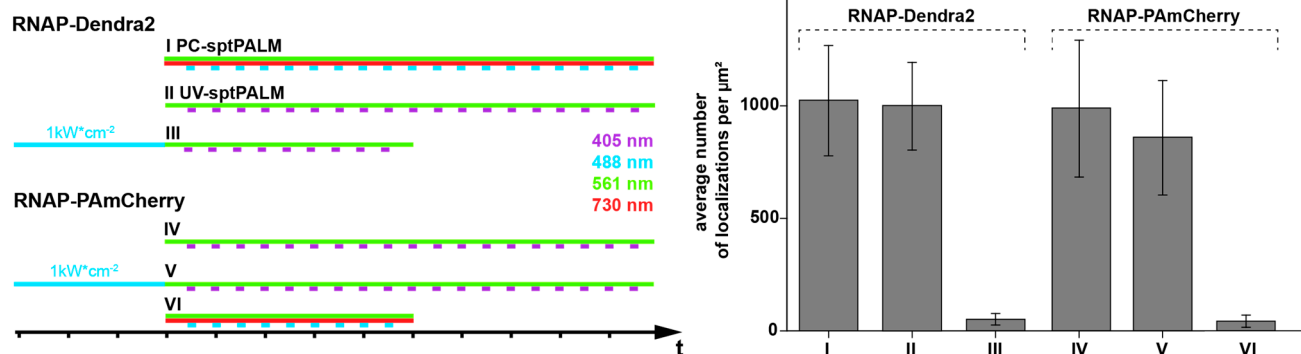 RNAP-Dendra2
I PC-sptPALM
II UV-sptPALM
1kW*cm⁻²
III
405 nm
488 nm
561 nm
730 nm
RNAP-PAmCherry
IV
1kW*cm⁻²
V
VI
t
RNAP-Dendra2
RNAP-PAmCherry
average number
of localizations per µm²
1000
500
0
I
II
III
IV
V
VI